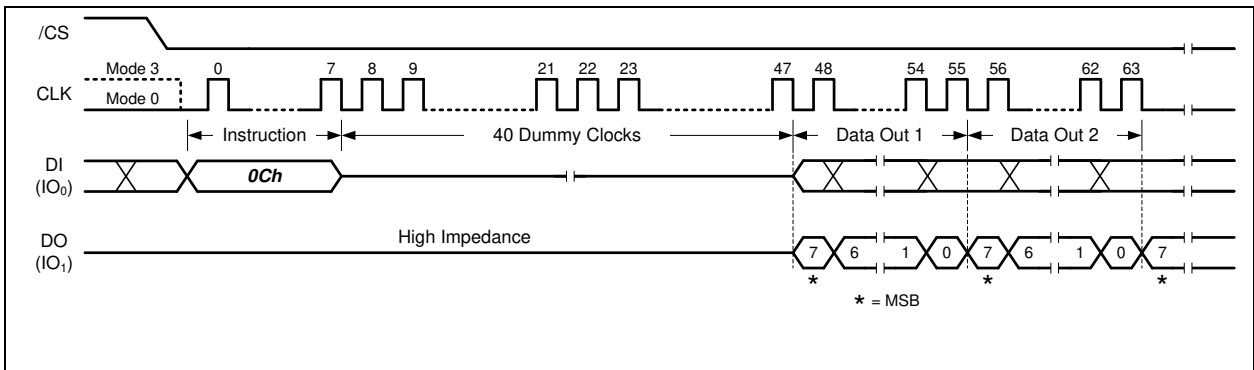 /CS
Mode 3
0 7 8 9 21 22 23 47 48 54 55 56 62 63
CLK
Mode 0
Instruction 40 Dummy Clocks Data Out 1 Data Out 2
DI
(IO₀)
0Ch
DO
(IO₁)
High Impedance
7 6 1 0 7 6 1 0 7
* * *
* = MSB